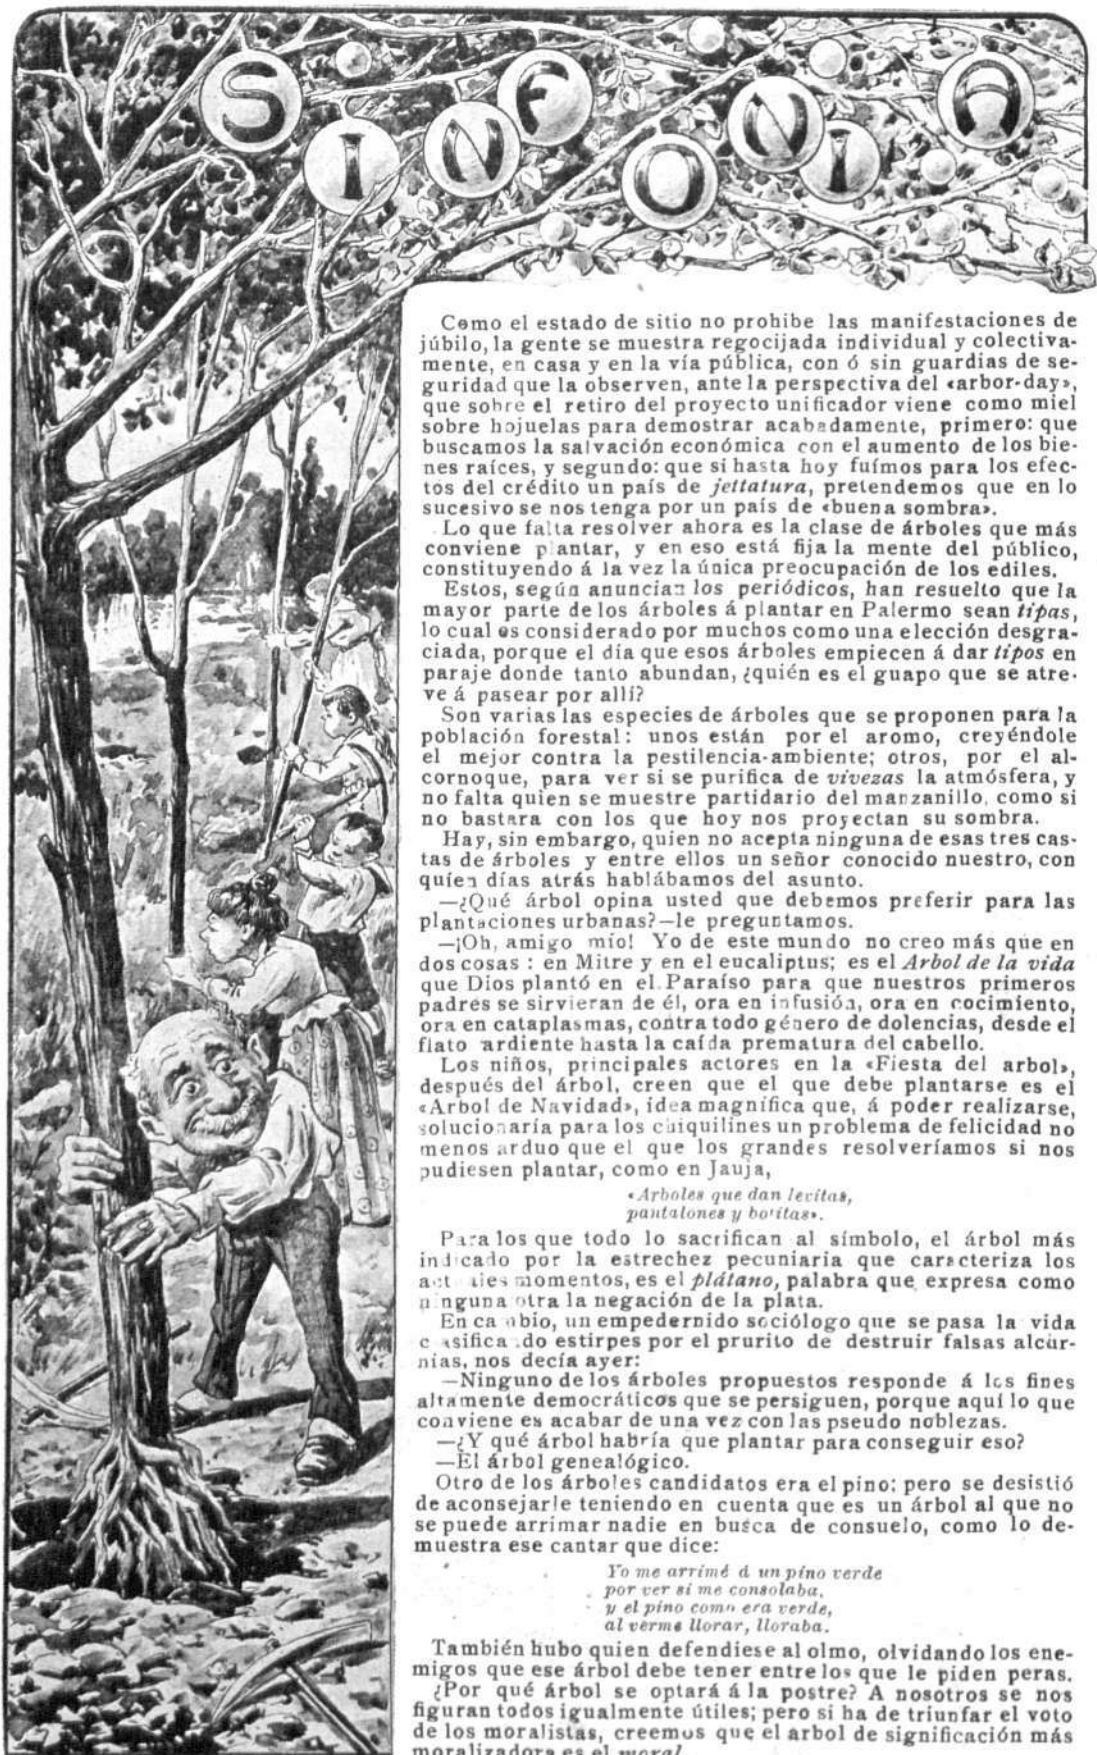 SINFONIA
Como el estado de sitio no prohibe las manifestaciones de
júbilo, la gente se muestra regocijada individual y colectiva-
mente, en casa y en la vía pública, con ó sin guardias de se-
guridad que la observen, ante la perspectiva del «arbor-day»,
que sobre el retiro del proyecto unificador viene como miel
sobre hojuelas para demostrar acabadamente, primero: que
buscamos la salvación económica con el aumento de los bie-
nes raíces, y segundo: que si hasta hoy fuímos para los efec-
tos del crédito un país de jettatura, pretendemos que en lo
sucesivo se nos tenga por un país de «buena sombra».
Lo que falta resolver ahora es la clase de árboles que más
conviene plantar, y en eso está fija la mente del público,
constituyendo á la vez la única preocupación de los ediles.
Estos, según anuncian los periódicos, han resuelto que la
mayor parte de los árboles á plantar en Palermo sean tipas,
lo cual es considerado por muchos como una elección desgra-
ciada, porque el día que esos árboles empiecen á dar tipos en
paraje donde tanto abundan, ¿quién es el guapo que se atre-
ve á pasear por allí?
Son varias las especies de árboles que se proponen para la
población forestal: unos están por el aromo, creyéndole
el mejor contra la pestilencia-ambiente; otros, por el al-
cornoque, para ver si se purifica de vivezas la atmósfera, y
no falta quien se muestre partidario del manzanillo, como si
no bastara con los que hoy nos proyectan su sombra.
Hay, sin embargo, quien no acepta ninguna de esas tres cas-
tas de árboles y entre ellos un señor conocido nuestro, con
quien días atrás hablábamos del asunto.
—¿Qué árbol opina usted que debemos preferir para las
plantaciones urbanas?—le preguntamos.
—¡Oh, amigo mío! Yo de este mundo no creo más que en
dos cosas: en Mitre y en el eucaliptus; es el Arbol de la vida
que Dios plantó en el Paraíso para que nuestros primeros
padres se sirvieran de él, ora en infusión, ora en cocimiento,
ora en cataplasmas, contra todo género de dolencias, desde el
flato ardiente hasta la caída prematura del cabello.
Los niños, principales actores en la «Fiesta del arbol»,
después del árbol, creen que el que debe plantarse es el
«Arbol de Navidad», idea magnífica que, á poder realizarse,
solucionaría para los chiquilines un problema de felicidad no
menos arduo que el que los grandes resolveríamos si nos
pudiesen plantar, como en Jauja,
«Arboles que dan levitas,
pantalones y botitas».
Para los que todo lo sacrifican al símbolo, el árbol más
indicado por la estrechez pecuniaria que caracteriza los
actuales momentos, es el plátano, palabra que expresa como
ninguna otra la negación de la plata.
En cambio, un empedernido sociólogo que se pasa la vida
clasificando estirpes por el prurito de destruir falsas alcur-
nias, nos decía ayer:
—Ninguno de los árboles propuestos responde á los fines
altamente democráticos que se persiguen, porque aquí lo que
conviene es acabar de una vez con las pseudo noblezas.
—¿Y qué árbol habría que plantar para conseguir eso?
—El árbol genealógico.
Otro de los árboles candidatos era el pino; pero se desistió
de aconsejarle teniendo en cuenta que es un árbol al que no
se puede arrimar nadie en busca de consuelo, como lo de-
muestra ese cantar que dice:
Yo me arrimé á un pino verde
por ver si me consolaba,
y el pino como era verde,
al verme llorar, lloraba.
También hubo quien defendiese al olmo, olvidando los ene-
migos que ese árbol debe tener entre los que le piden peras.
¿Por qué árbol se optará á la postre? A nosotros se nos
figuran todos igualmente útiles; pero si ha de triunfar el voto
de los moralistas, creemos que el arbol de significación más
moralizadora es el moral.